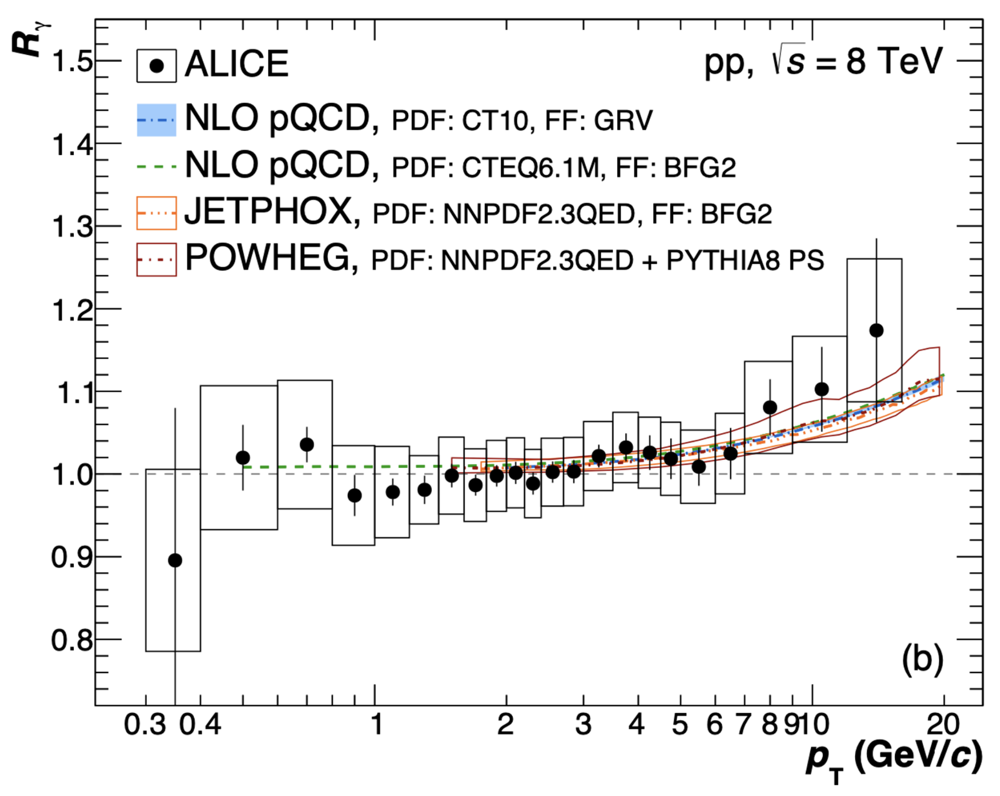 Rγ
1.5
1.4
1.3
1.2
1.1
1.0
0.9
0.8
ALICE
pp, √s = 8 TeV
NLO pQCD, PDF: CT10, FF: GRV
NLO pQCD, PDF: CTEQ6.1M, FF: BFG2
JETPHOX, PDF: NNPDF2.3QED, FF: BFG2
POWHEG, PDF: NNPDF2.3QED + PYTHIA8 PS
(b)
0.3 0.4 1 2 3 4 5 6 7 8 9 10 20
pT (GeV/c)